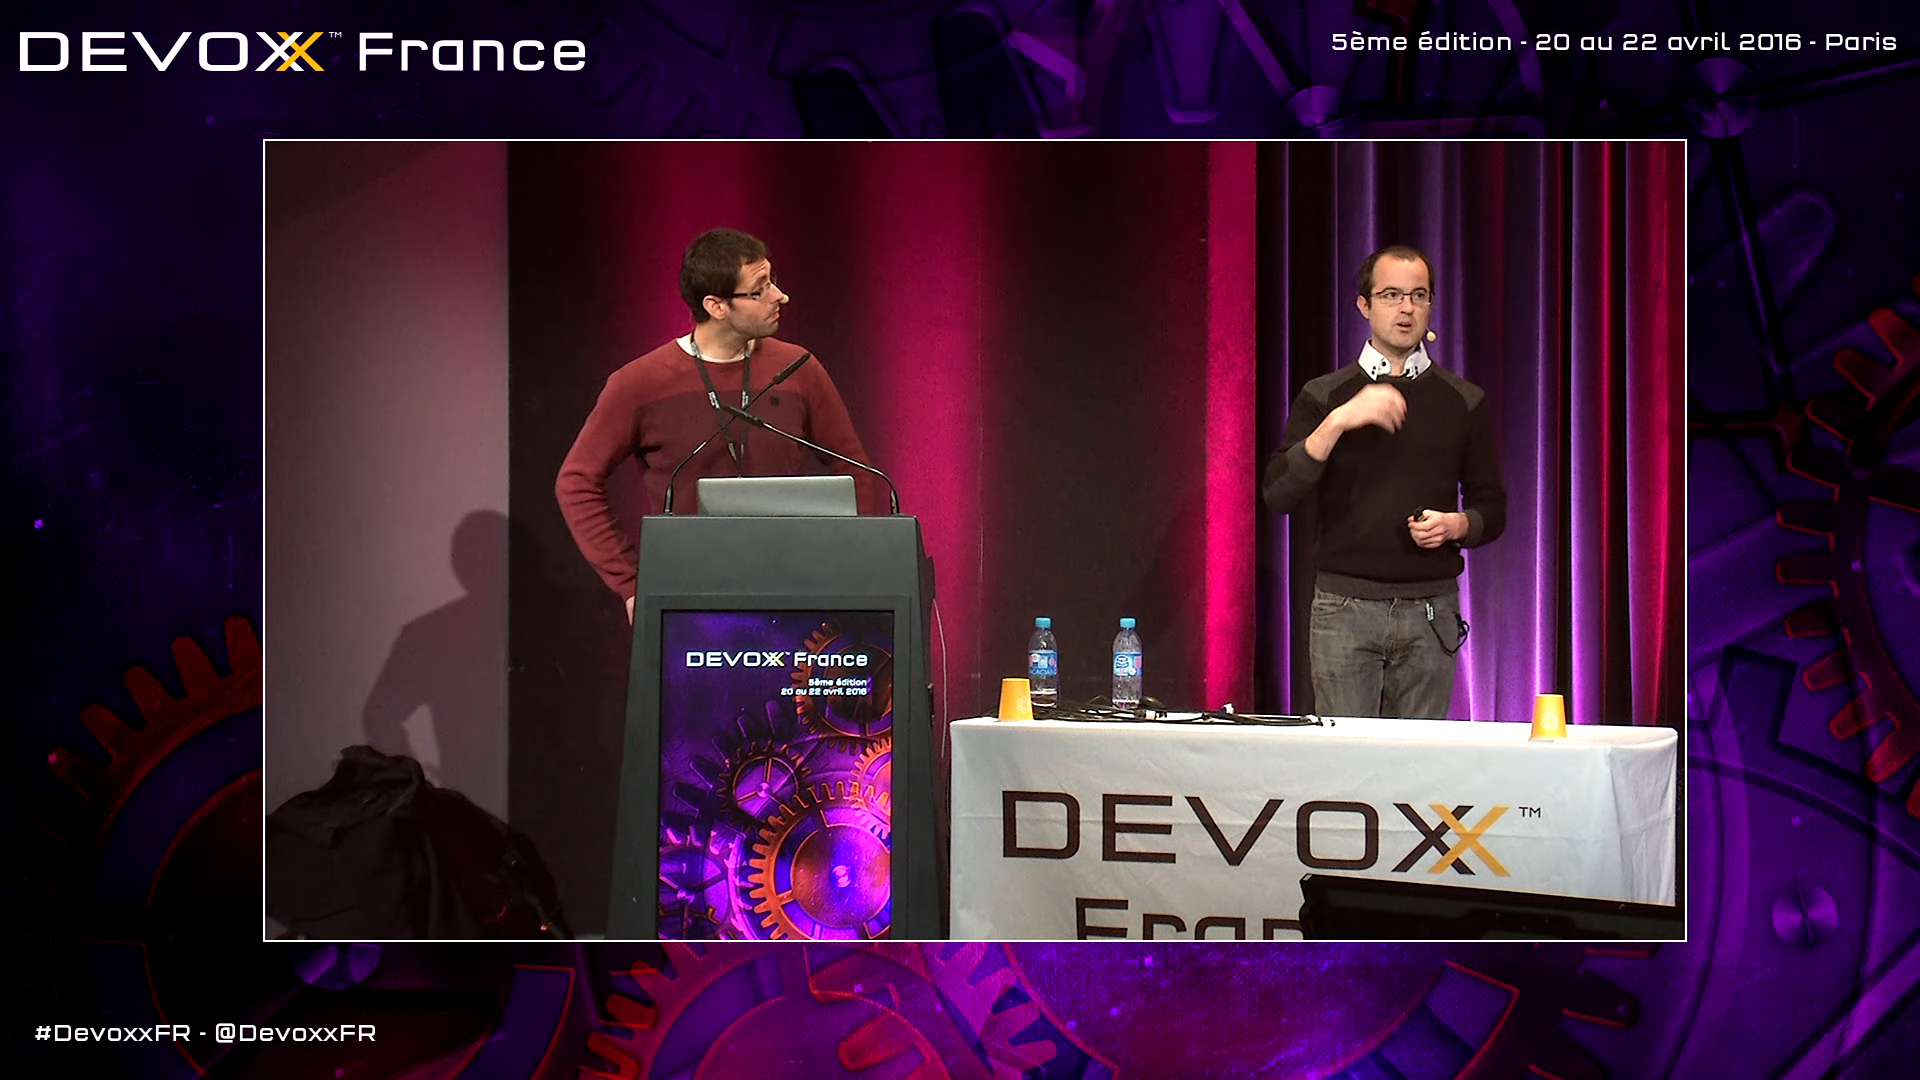 DEVOXX™ France
5ème édition - 20 au 22 avril 2016 - Paris
DEVOXX™ France
5ème édition
20 au 22 avril 2016
DEVOXX™
#DevoxxFR - @DevoxxFR